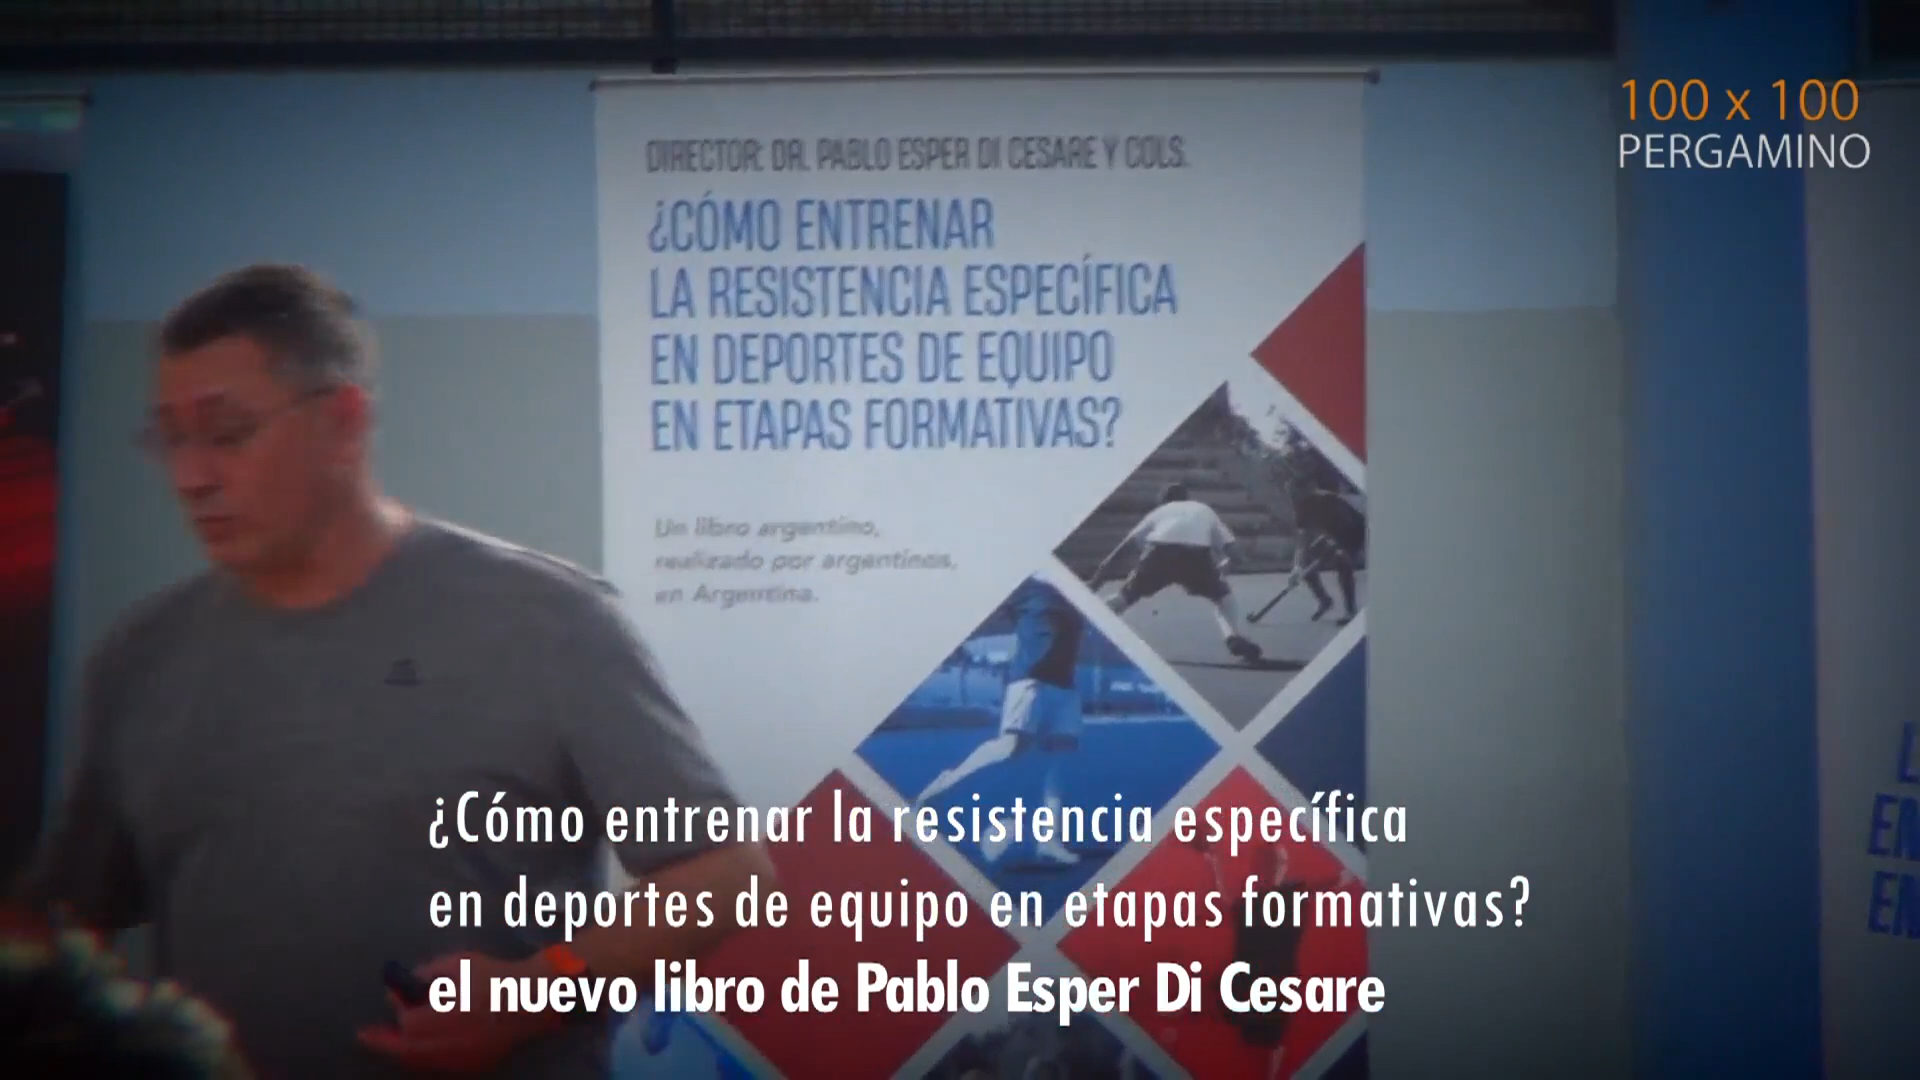 100 x 100
PERGAMINO
DIRECTOR: DR. PABLO ESPER DI CESARE Y COLS.
¿CÓMO ENTRENAR
LA RESISTENCIA ESPECÍFICA
EN DEPORTES DE EQUIPO
EN ETAPAS FORMATIVAS?
Un libro argentino,
realizado por argentinos,
en Argentina.
¿Cómo entrenar la resistencia específica
en deportes de equipo en etapas formativas?
el nuevo libro de Pablo Esper Di Cesare
L
EN
EN